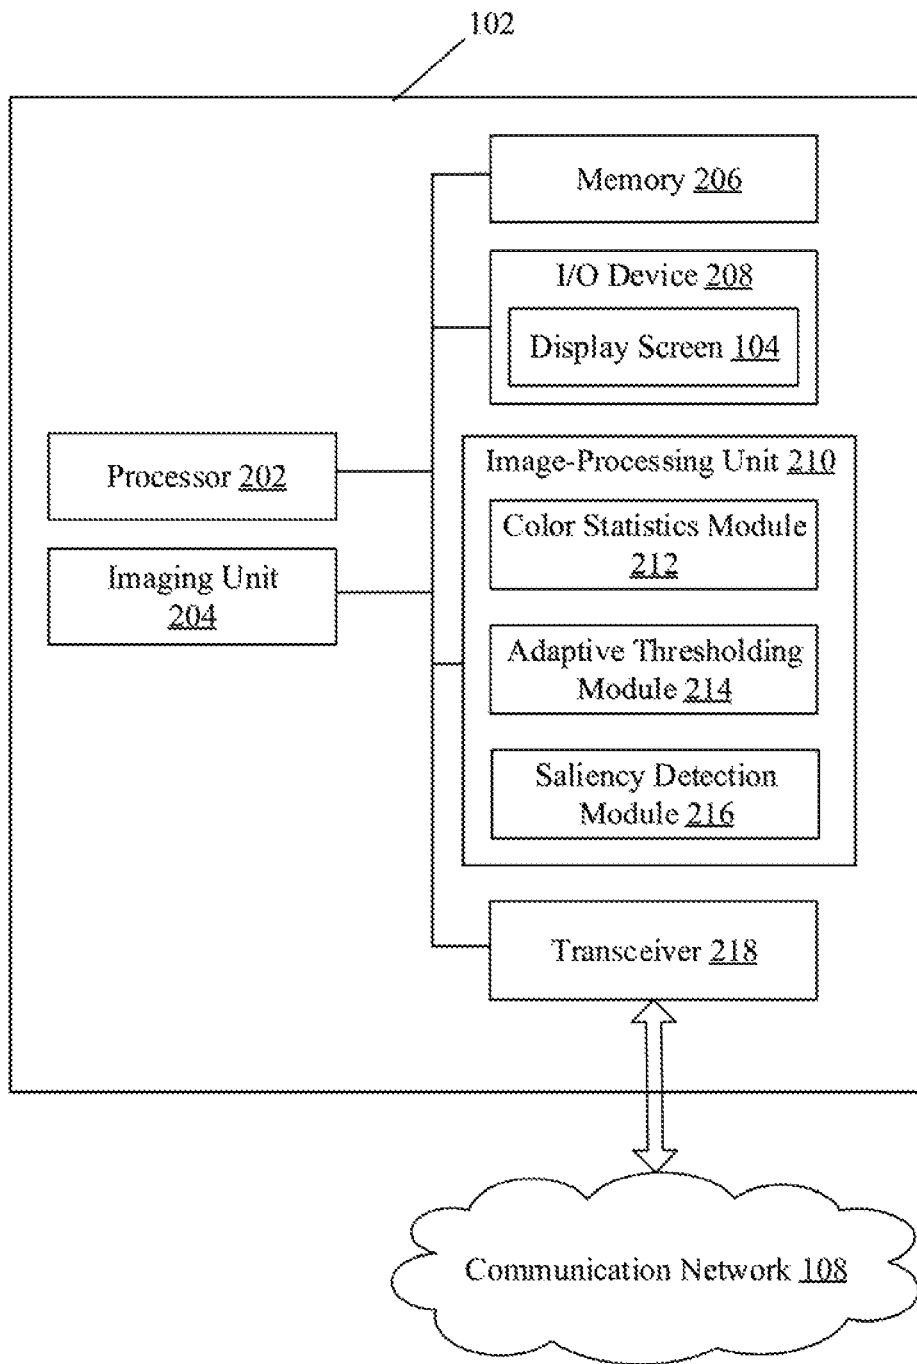 102
Memory 206
I/O Device 208
Display Screen 104
Processor 202
Imaging Unit
204
Image-Processing Unit 210
Color Statistics Module
212
Adaptive Thresholding
Module 214
Saliency Detection
Module 216
Transceiver 218
Communication Network 108